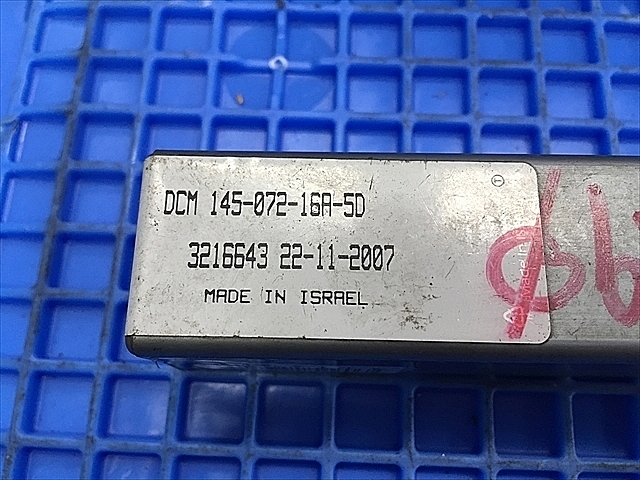 DCM 145-072-16A-5D
3216643 22-11-2007
MADE IN ISRAEL